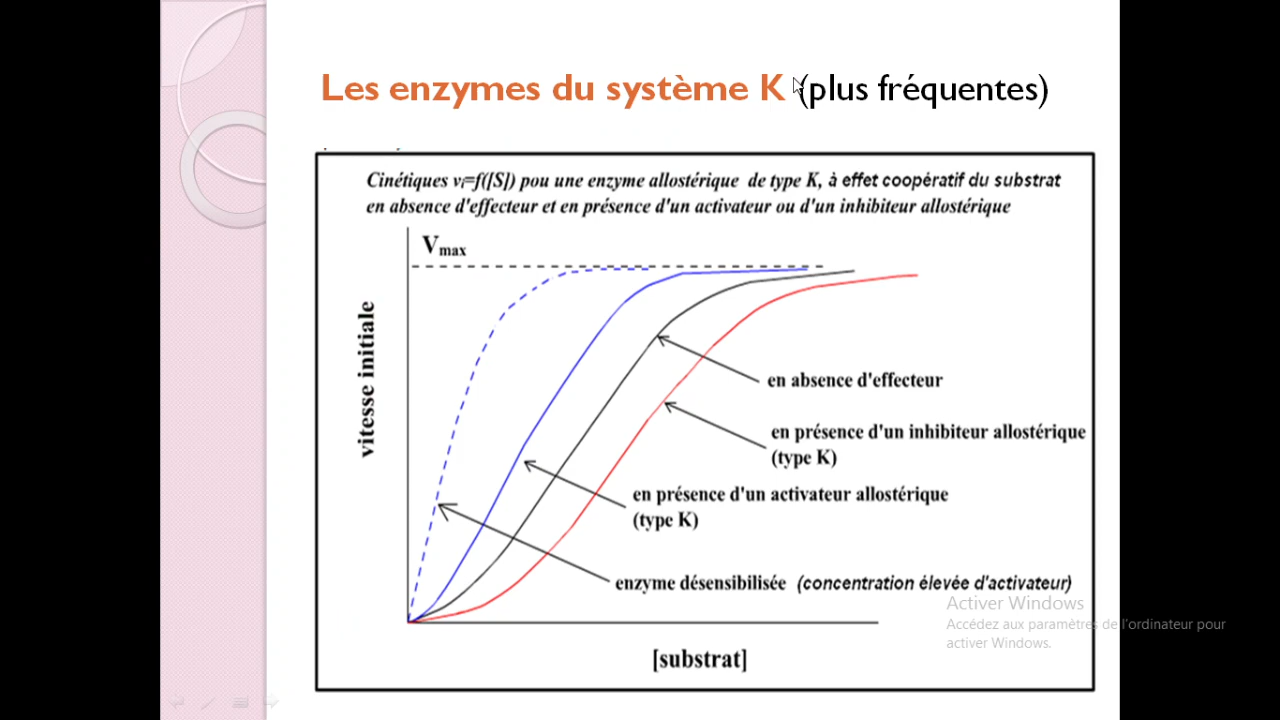 Les enzymes du système K (plus fréquentes)
Cinétiques vi=f([S]) pou une enzyme allostérique de type K, à effet coopératif du substrat
en absence d'effecteur et en présence d'un activateur ou d'un inhibiteur allostérique
Vmax
vitesse initiale
en absence d'effecteur
en présence d'un inhibiteur allostérique
(type K)
en présence d'un activateur allostérique
(type K)
enzyme désensibilisée (concentration élevée d'activateur)
Activer Windows
Accédez aux paramètres de l'ordinateur pour
activer Windows.
[substrat]